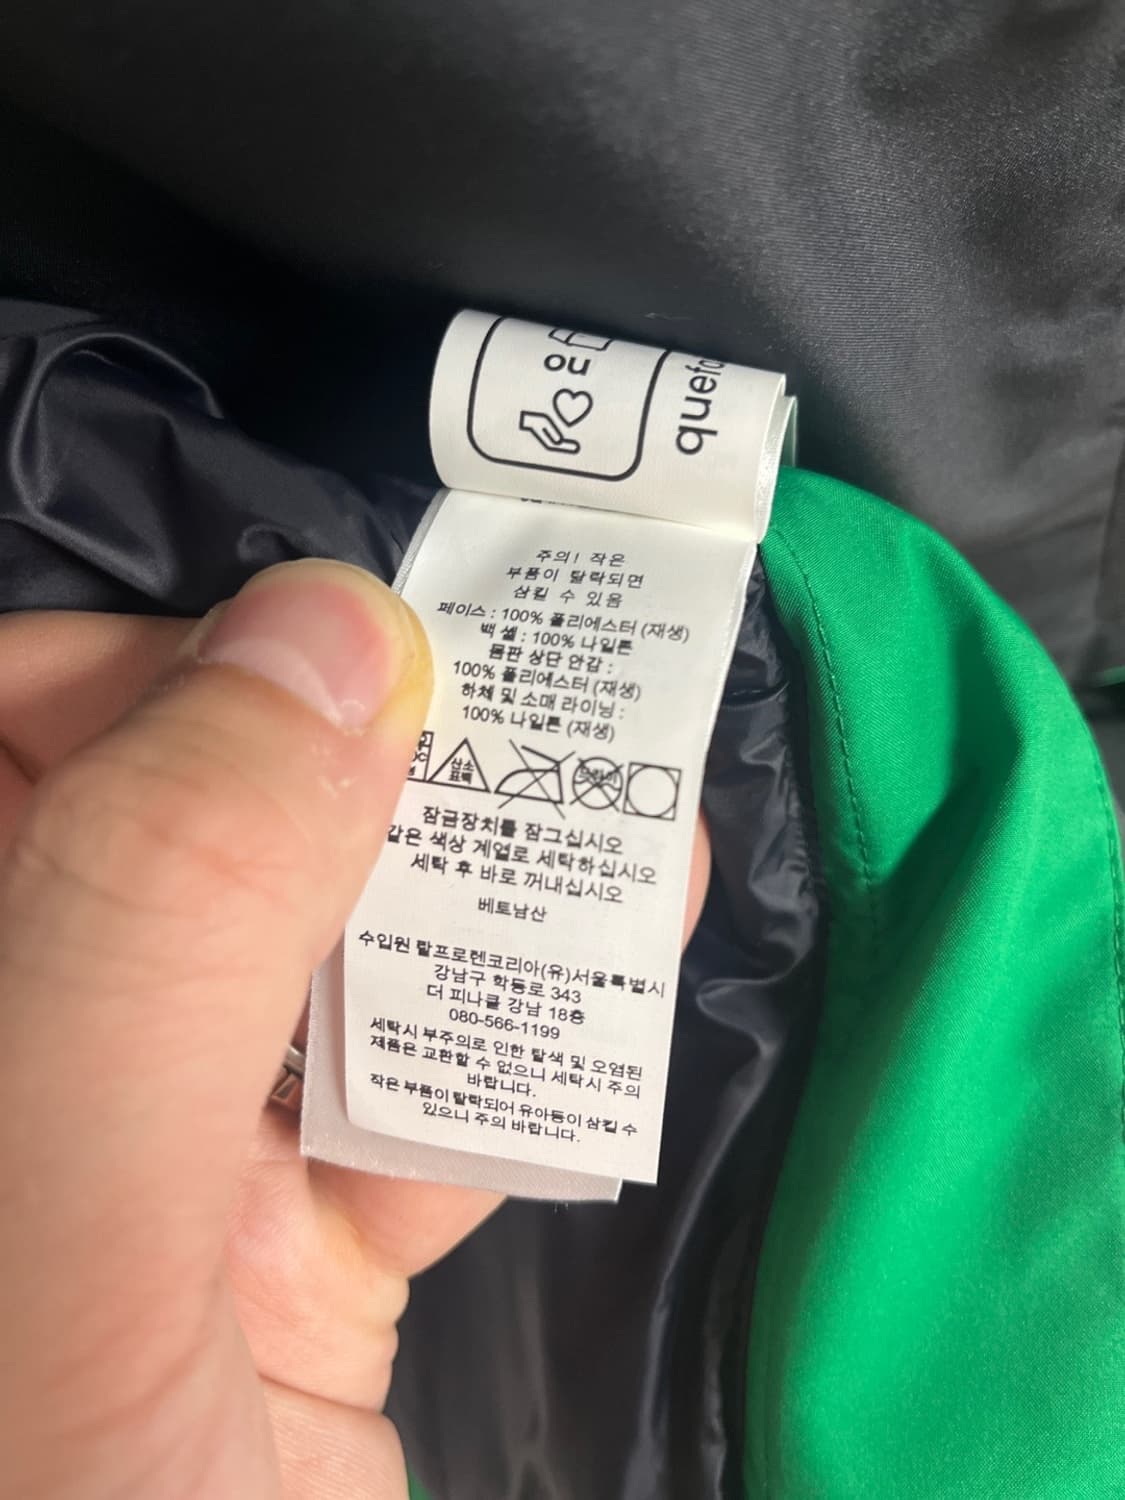 ou
quefa
주의! 작은
부품이 탈락되면
삼킬 수 있음
페이스 : 100% 폴리에스터 (재생)
백 셸 : 100% 나일론
몸판 상단 안감 :
100% 폴리에스터 (재생)
하체 및 소매 라이닝 :
100% 나일론 (재생)
산소
표백
드라이
잠금장치를 잠그십시오
같은 색상 계열로 세탁하십시오
세탁 후 바로 꺼내십시오
베트남산
수입원 랄프로렌코리아(유)서울특별시
강남구 학동로 343
더 피나클 강남 18층
080-566-1199
세탁시 부주의로 인한 탈색 및 오염된
제품은 교환할 수 없으니 세탁시 주의
바랍니다.
작은 부품이 탈락되어 유아등이 삼킬 수
있으니 주의 바랍니다.